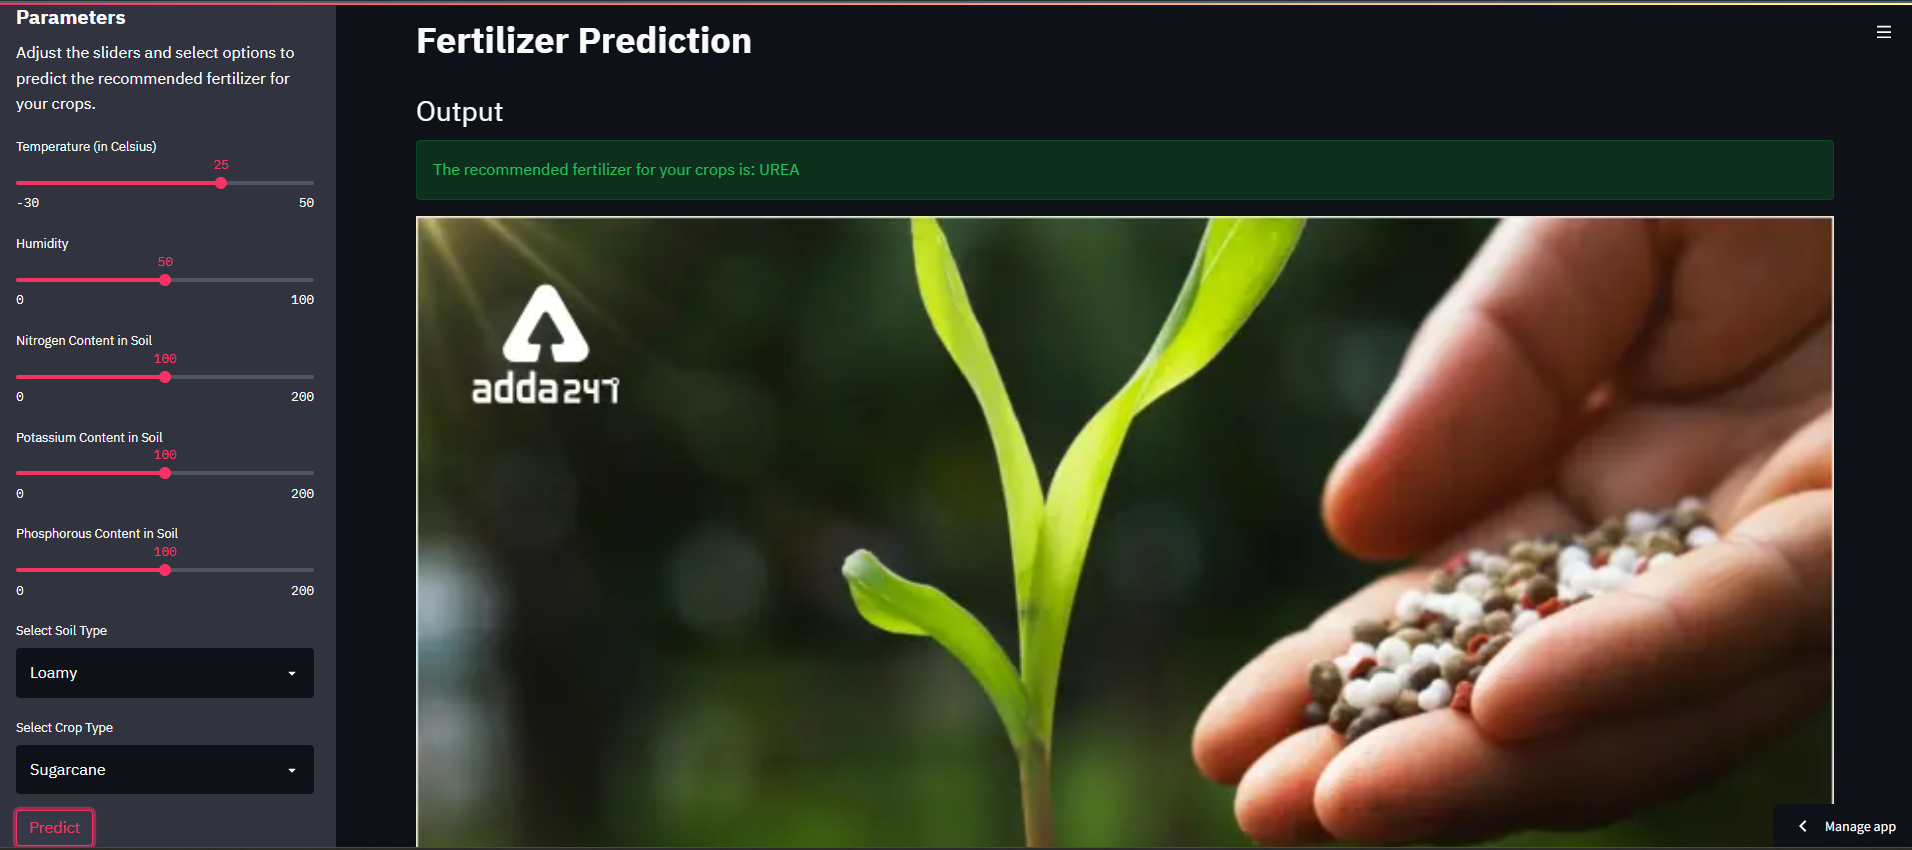 Parameters
Adjust the sliders and select options to
predict the recommended fertilizer for
your crops.
Temperature (in Celsius)
25
-30 50
Humidity
50
0 100
Nitrogen Content in Soil
100
0 200
Potassium Content in Soil
100
0 200
Phosphorous Content in Soil
100
0 200
Select Soil Type
Loamy
Select Crop Type
Sugarcane
Predict
Fertilizer Prediction
Output
The recommended fertilizer for your crops is: UREA
adda247
Manage app